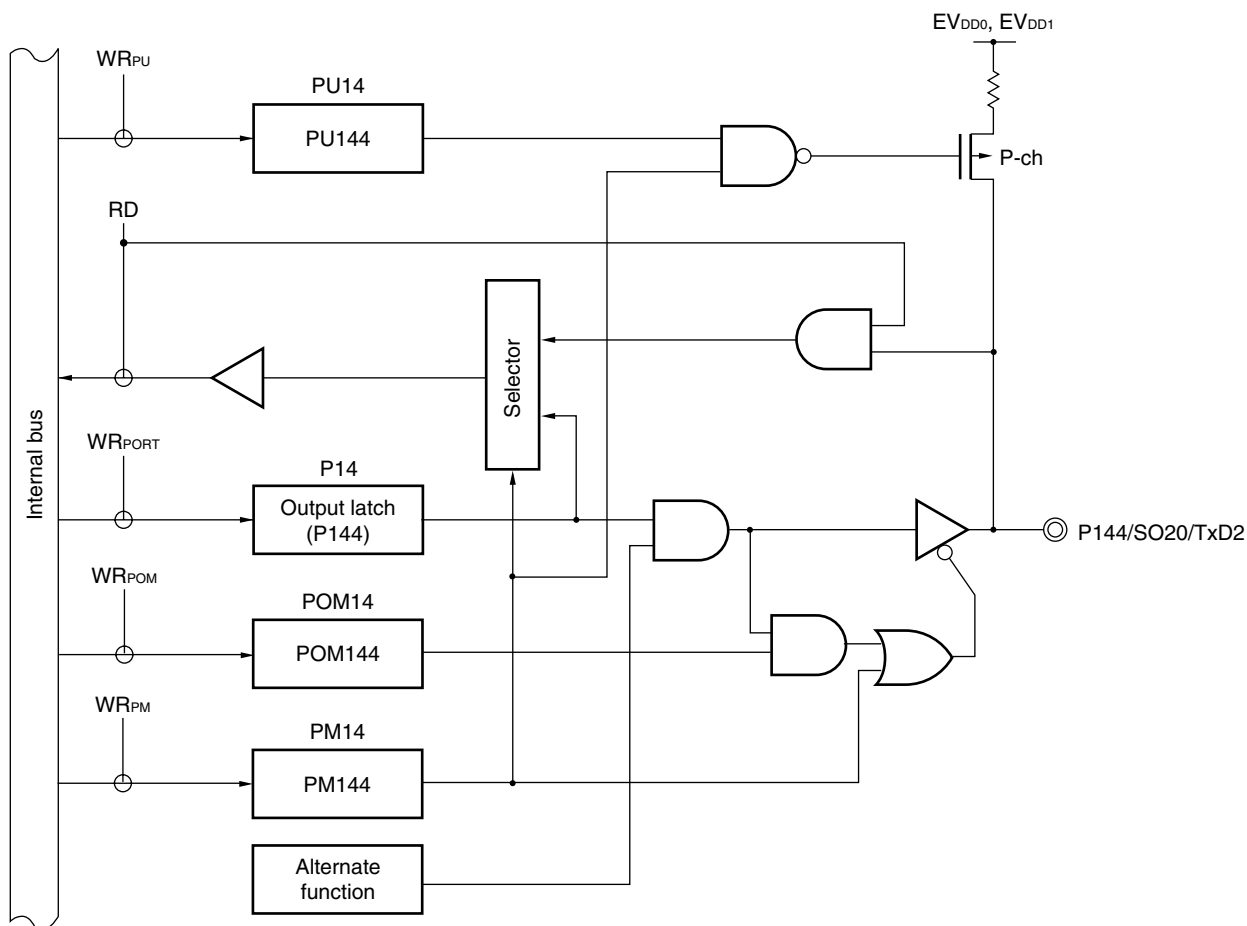 EVDD0, EVDD1
WRPU
PU14
PU144
P-ch
RD
Selector
Internal bus
WRPORT
P14
Output latch
(P144)
P144/SO20/TxD2
WRPOM
POM14
POM144
WRPM
PM14
PM144
Alternate
function